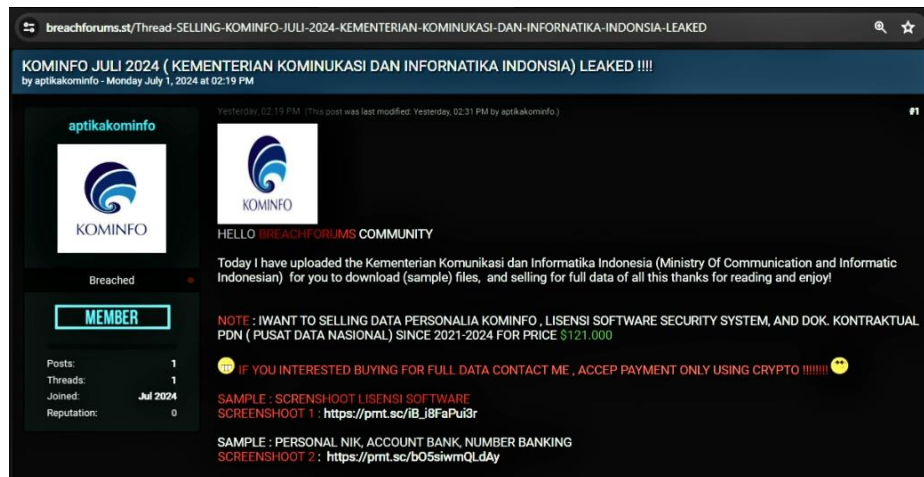 breachforums.st/Thread-SELLING-KOMINFO-JULI-2024-KEMENTERIAN-KOMINUKASI-DAN-INFORNATIKA-INDONSIA-LEAKED
KOMINFO JULI 2024 ( KEMENTERIAN KOMINUKASI DAN INFORNATIKA INDONSIA) LEAKED !!!!
by aptikakominfo - Monday July 1, 2024 at 02:19 PM
aptikakominfo
KOMINFO
Breached
MEMBER
Posts: 1
Threads: 1
Joined: Jul 2024
Reputation: 0
Yesterday, 02:19 PM (This post was last modified: Yesterday, 02:31 PM by aptikakominfo.)
#1
KOMINFO
HELLO BREACHFORUMS COMMUNITY
Today I have uploaded the Kementerian Komunikasi dan Informatika Indonesia (Ministry Of Communication and Informatic
Indonesian) for you to download (sample) files, and selling for full data of all this thanks for reading and enjoy!
NOTE : IWANT TO SELLING DATA PERSONALIA KOMINFO , LISENSI SOFTWARE SECURITY SYSTEM, AND DOK. KONTRAKTUAL
PDN ( PUSAT DATA NASIONAL) SINCE 2021-2024 FOR PRICE $121.000
IF YOU INTERESTED BUYING FOR FULL DATA CONTACT ME , ACCEP PAYMENT ONLY USING CRYPTO !!!!!!!!
SAMPLE : SCRENSHOOT LISENSI SOFTWARE
SCREENSHOOT 1 : https://prnt.sc/iB_i8FaPui3r
SAMPLE : PERSONAL NIK, ACCOUNT BANK, NUMBER BANKING
SCREENSHOOT 2 : https://prnt.sc/bO5siwmQLdAy